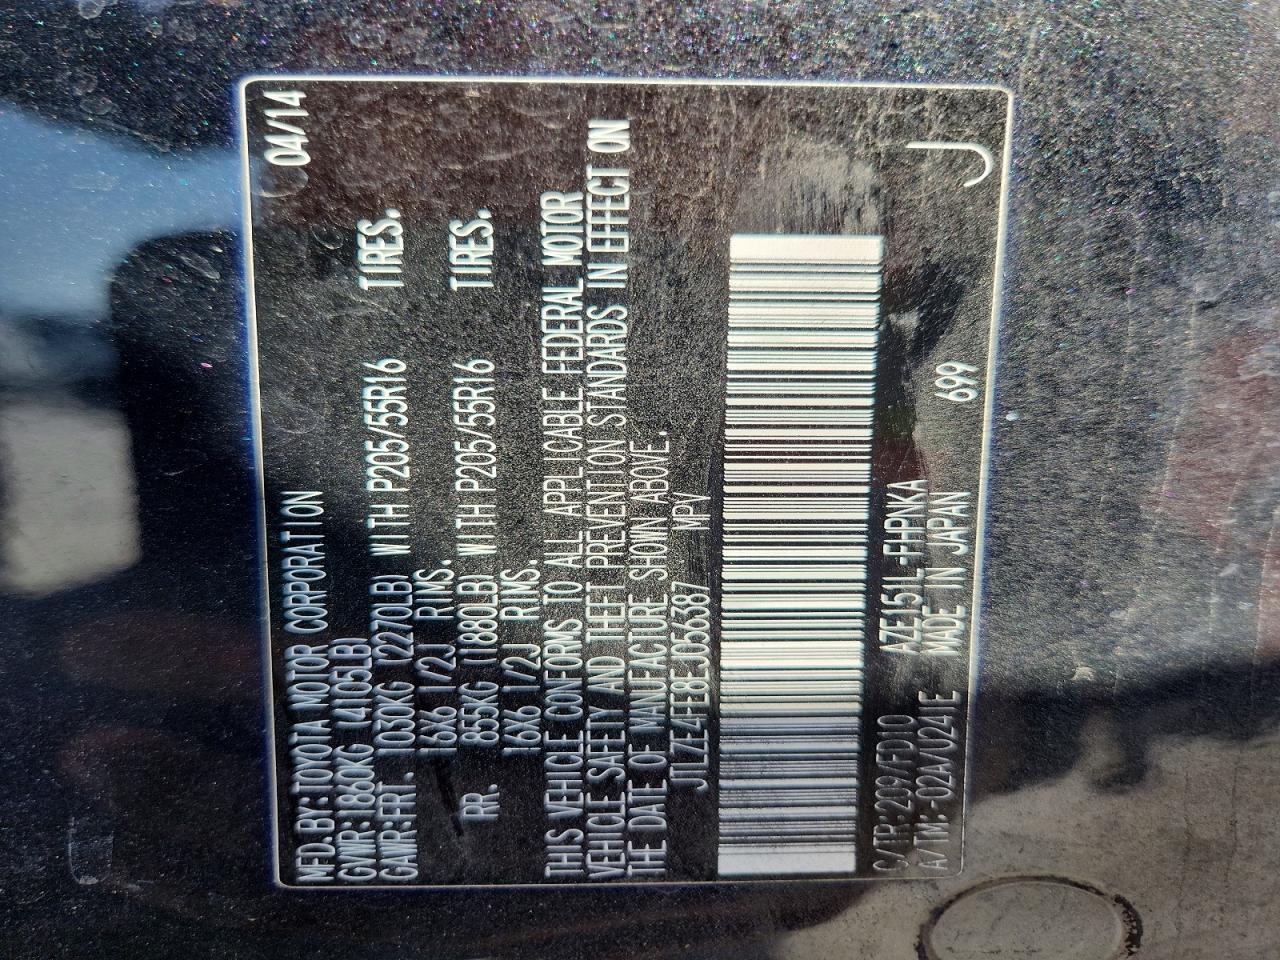 MFD.BY:TOYOTA MOTOR CORPORATION 04/14
GVWR 1860KG (4105LB)
GAWR:FRT. 1030KG (2270LB) WITH P205/55R16 TIRES.
16X6 1/2J RIMS.
RR. 855KG (1880LB) WITH P205/55R16 TIRES.
16X6 1/2J RIMS.
THIS VEHICLE CONFORMS TO ALL APPLICABLE FEDERAL MOTOR
VEHICLE SAFETY AND THEFT PREVENTION STANDARDS IN EFFECT ON
THE DATE OF MANUFACTURE SHOWN ABOVE.
JTLZE4FE8EJ056387 MPV
C/TR:209/FD10 AZE151L-FHPNKA
A/TM:-02A/U241E MADE IN JAPAN 699 J